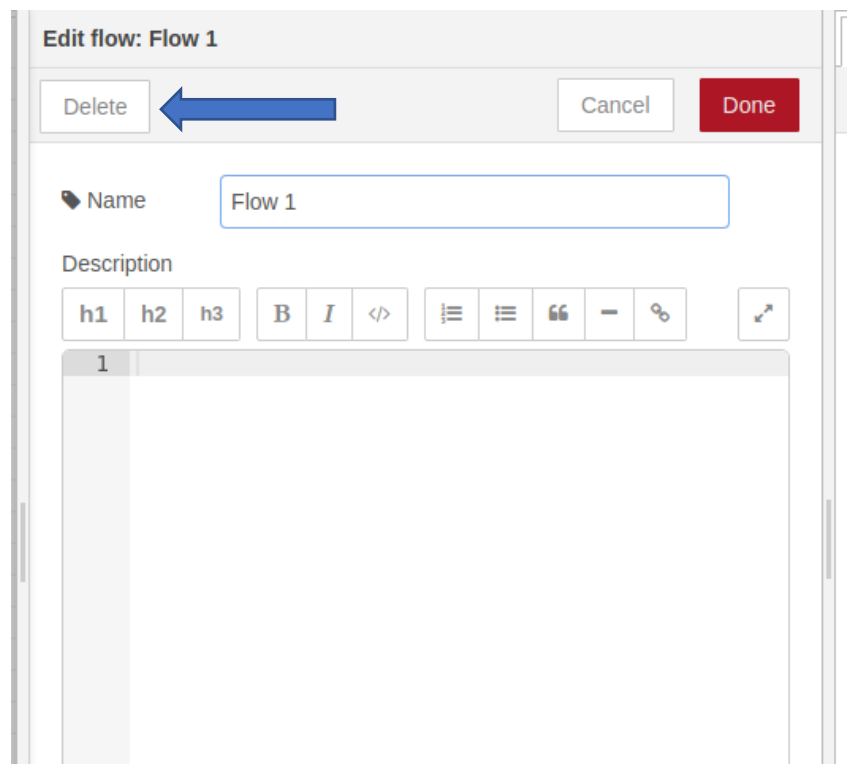 Edit flow: Flow 1
Delete Cancel Done
Name Flow 1
Description
h1 h2 h3 B I </>
1